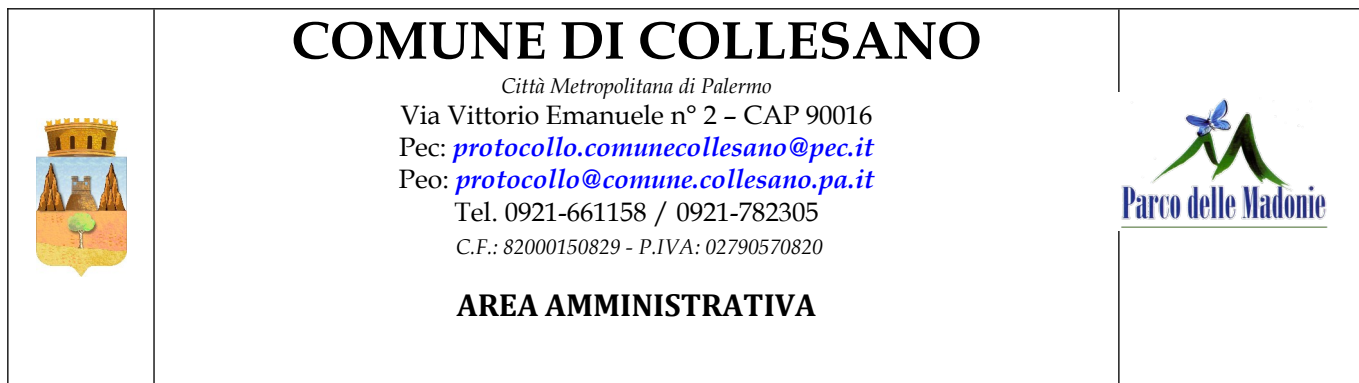 COMUNE DI COLLESANO
Città Metropolitana di Palermo
Via Vittorio Emanuele n° 2 – CAP 90016
Pec: protocollo.comunecollesano@pec.it
Peo: protocollo@comune.collesano.pa.it
Tel. 0921-661158 / 0921-782305
C.F.: 82000150829 - P.IVA: 02790570820
AREA AMMINISTRATIVA
Parco delle Madonie